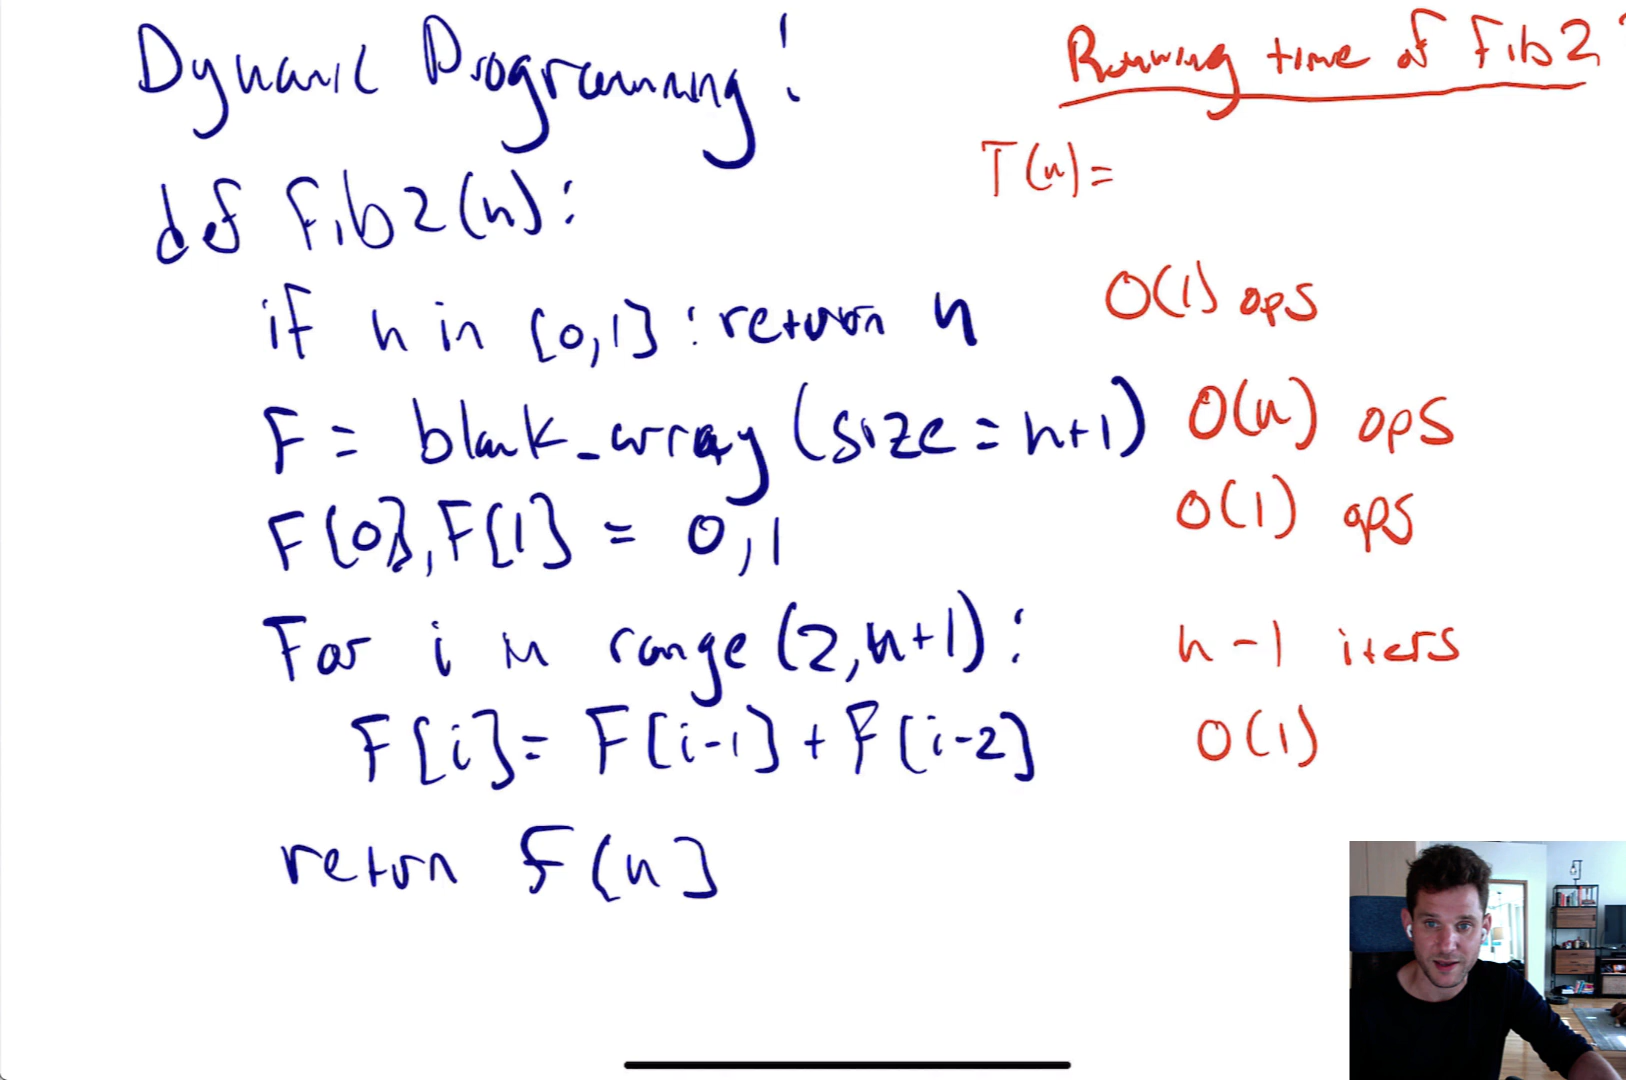 Dynamic Programming!
Running time of Fib2?
T(n)=
def Fib2(n):
if n in [0,1]: return n
O(1) ops
F = blank_array (size=n+1)
O(n) ops
F[0],F[1] = 0,1
O(1) ops
For i in range (2,n+1):
n-1 iters
F[i]= F[i-1]+F[i-2]
O(1)
return F[n]